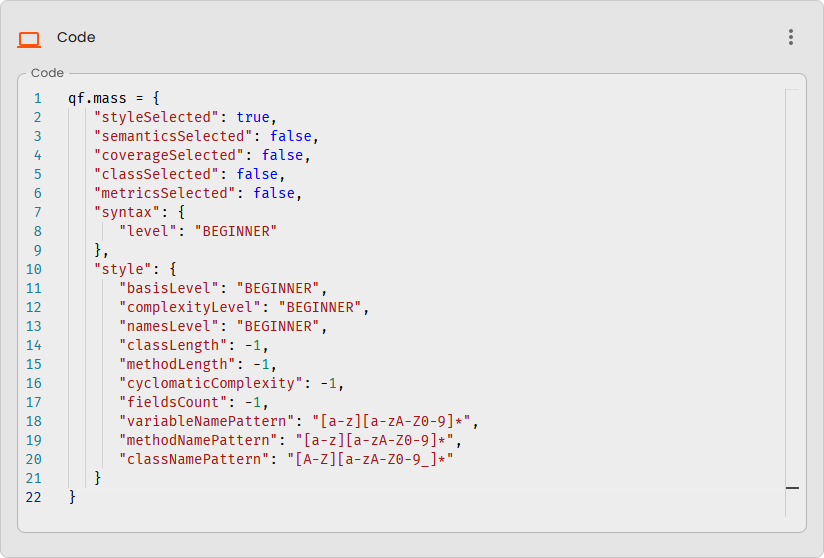 Code
Code
1 qf.mass = {
2 "styleSelected": true,
3 "semanticsSelected": false,
4 "coverageSelected": false,
5 "classSelected": false,
6 "metricsSelected": false,
7 "syntax": {
8 "level": "BEGINNER"
9 },
10 "style": {
11 "basisLevel": "BEGINNER",
12 "complexityLevel": "BEGINNER",
13 "namesLevel": "BEGINNER",
14 "classLength": -1,
15 "methodLength": -1,
16 "cyclomaticComplexity": -1,
17 "fieldsCount": -1,
18 "variableNamePattern": "[a-z][a-zA-Z0-9]*",
19 "methodNamePattern": "[a-z][a-zA-Z0-9]*",
20 "classNamePattern": "[A-Z][a-zA-Z0-9_]*"
21 }
22 }